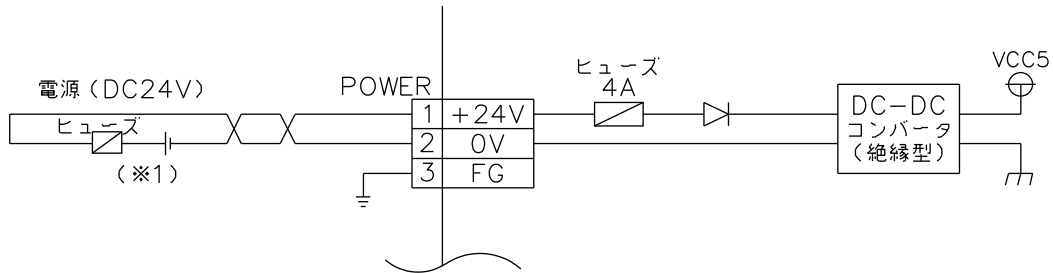 電源（DC24V）
ヒューズ
（※1）
POWER
1 +24V
2 0V
3 FG
ヒューズ
4A
DC−DC
コンバータ
（絶縁型）
VCC5